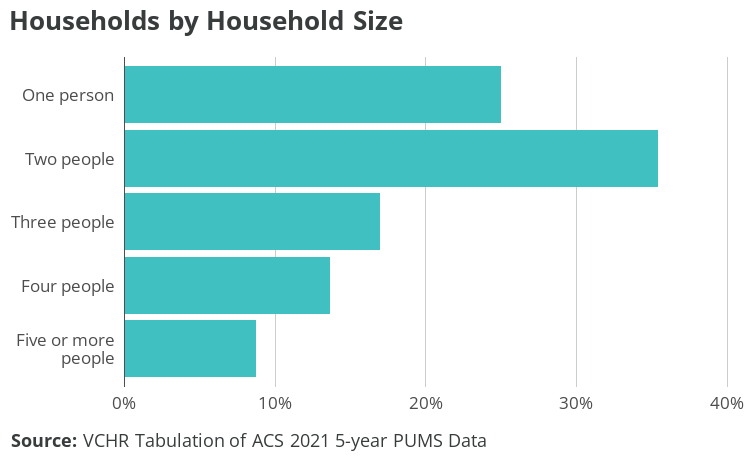 Households by Household Size
One person
Two people
Three people
Four people
Five or more
people
0% 10% 20% 30% 40%
Source: VCHR Tabulation of ACS 2021 5-year PUMS Data